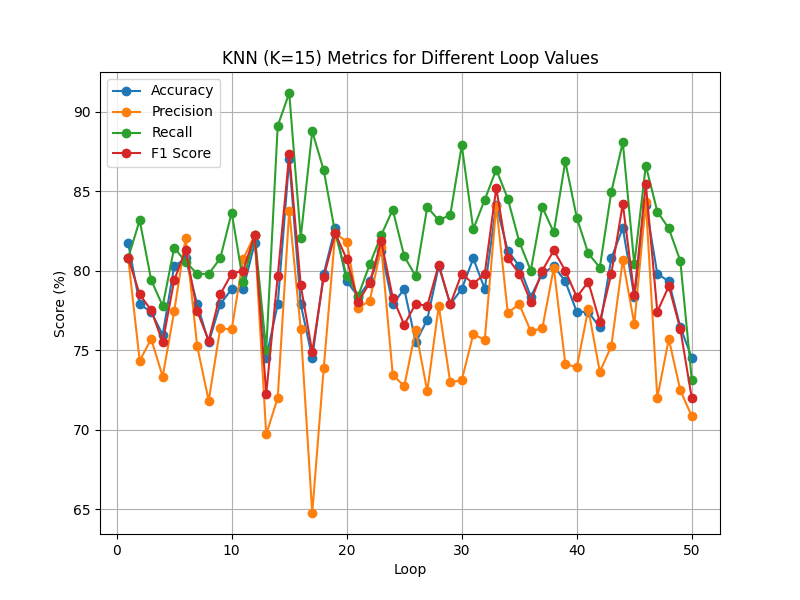 KNN (K=15) Metrics for Different Loop Values
Accuracy
Precision
Recall
F1 Score
Score (%)
90
85
80
75
70
65
0 10 20 30 40 50
Loop